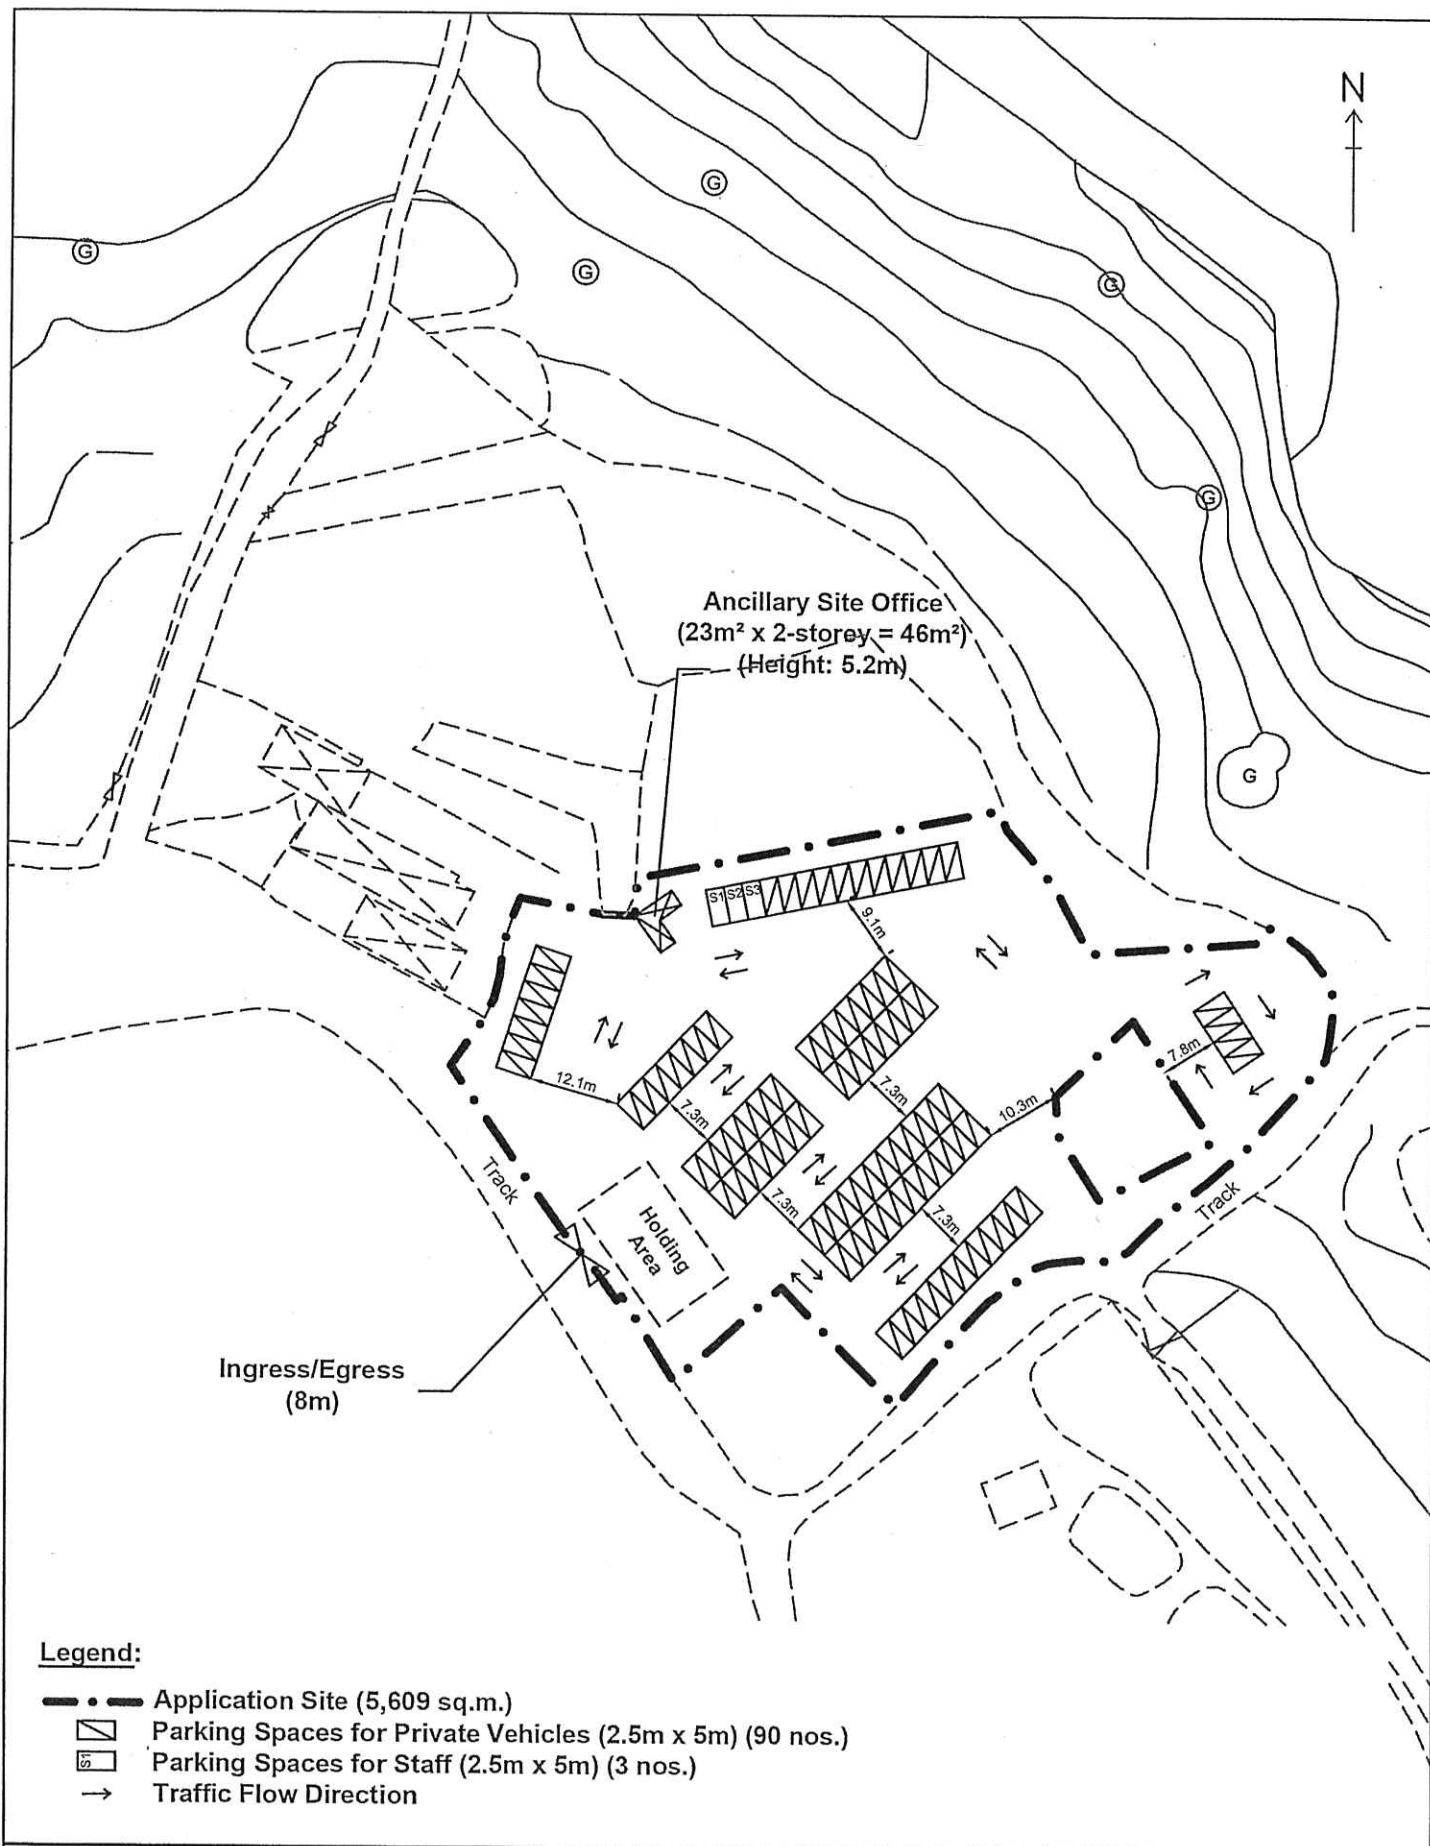 N
G
G
G
G
G
G
Ancillary Site Office
(23m² x 2-storey = 46m²)
(Height: 5.2m)
S1 S2 S3
9.1m
12.1m
7.3m
7.3m
10.3m
7.8m
7.3m
7.3m
Track
Track
Holding
Area
Ingress/Egress
(8m)
Legend:
Application Site (5,609 sq.m.)
Parking Spaces for Private Vehicles (2.5m x 5m) (90 nos.)
S1 Parking Spaces for Staff (2.5m x 5m) (3 nos.)
Traffic Flow Direction